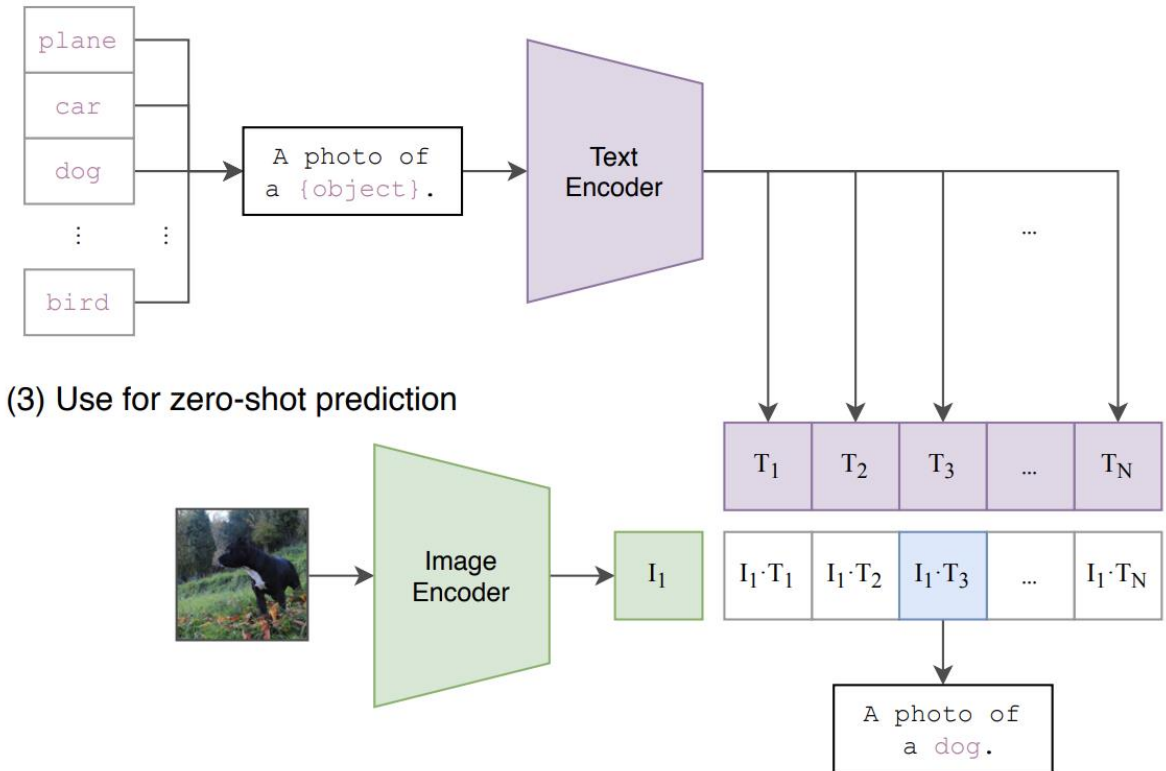 plane
car
dog
⋮ ⋮
bird
A photo of
a {object}.
Text
Encoder
...
(3) Use for zero-shot prediction
T1 T2 T3 ... TN
Image
Encoder
I1
I1·T1 I1·T2 I1·T3 ... I1·TN
A photo of
a dog.